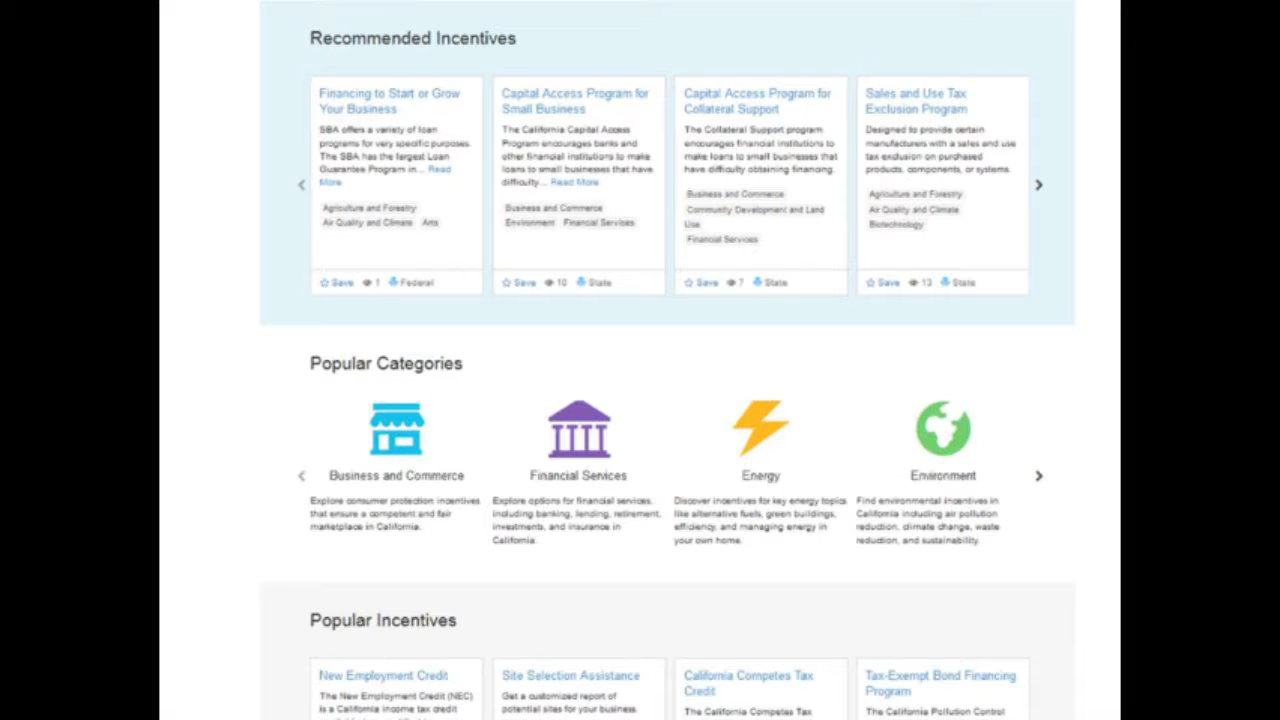 Recommended Incentives
Financing to Start or Grow
Your Business
SBA offers a variety of loan
programs for very specific purposes.
The SBA has the largest Loan
Guarantee Program in... Read
More
Agriculture and Forestry
Air Quality and Climate Arts
Save 1 Federal
Capital Access Program for
Small Business
The California Capital Access
Program encourages banks and
other financial institutions to make
loans to small businesses that have
difficulty... Read More
Business and Commerce
Environment Financial Services
Save 10 State
Capital Access Program for
Collateral Support
The Collateral Support program
encourages financial institutions to
make loans to small businesses that
have difficulty obtaining financing.
Business and Commerce
Community Development and Land
Use
Financial Services
Save 7 State
Sales and Use Tax
Exclusion Program
Designed to provide certain
manufacturers with a sales and use
tax exclusion on purchased
products, components, or systems.
Agriculture and Forestry
Air Quality and Climate
Biotechnology
Save 13 State
Popular Categories
Business and Commerce
Explore consumer protection incentives
that ensure a competent and fair
marketplace in California.
Financial Services
Explore options for financial services,
including banking, lending, retirement,
investments, and insurance in
California.
Energy
Discover incentives for key energy topics
like alternative fuels, green buildings,
efficiency, and managing energy in
your own home.
Environment
Find environmental incentives in
California including air pollution
reduction, climate change, waste
reduction, and sustainability.
Popular Incentives
New Employment Credit
The New Employment Credit (NEC)
is a California income tax credit
Site Selection Assistance
Get a customized report of
potential sites for your business.
California Competes Tax
Credit
The California Competes Tax
Tax-Exempt Bond Financing
Program
The California Pollution Control